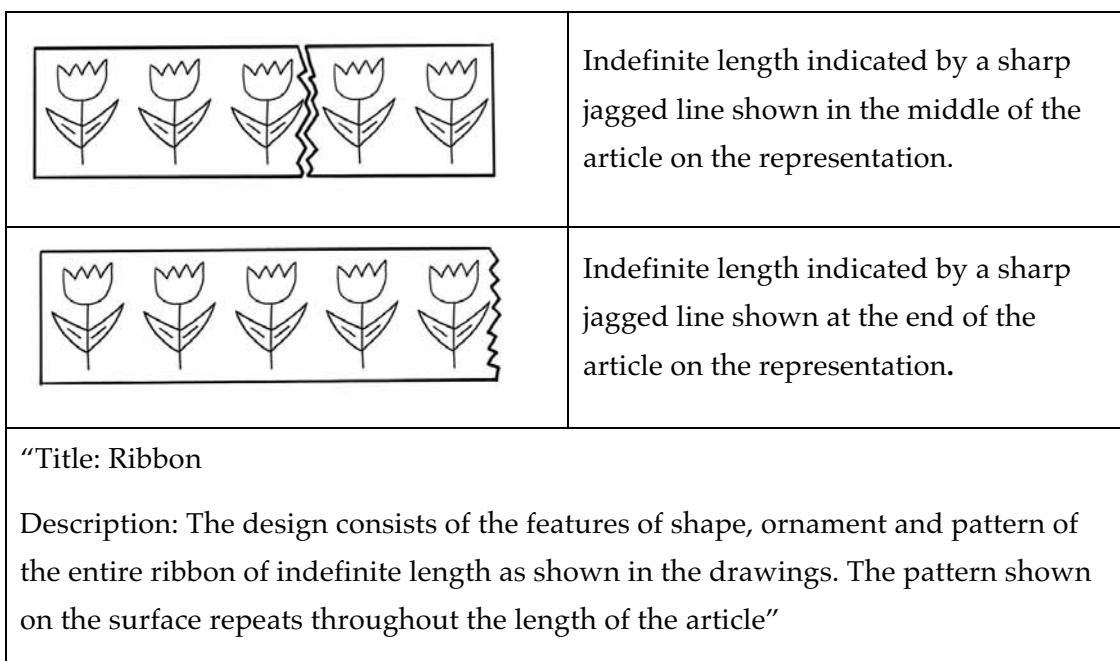 Indefinite length indicated by a sharp
jagged line shown in the middle of the
article on the representation.
Indefinite length indicated by a sharp
jagged line shown at the end of the
article on the representation.
“Title: Ribbon
Description: The design consists of the features of shape, ornament and pattern of
the entire ribbon of indefinite length as shown in the drawings. The pattern shown
on the surface repeats throughout the length of the article”